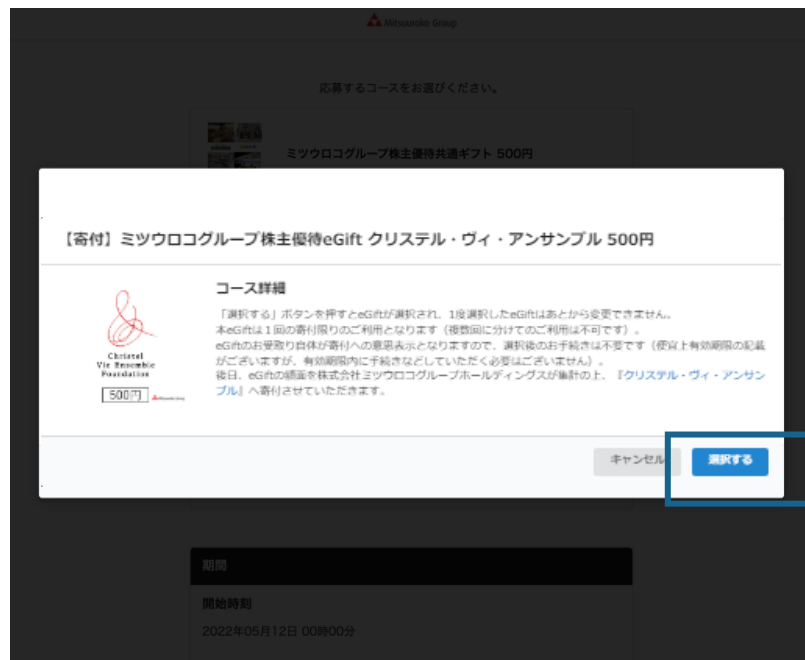 Mitsuuroko Group
応募するコースをお選びください。
ミツウロコグループ株主優待共通ギフト 500円
【寄付】ミツウロコグループ株主優待eGift クリステル・ヴィ・アンサンブル 500円
コース詳細
「選択する」ボタンを押すとeGiftが選択され、1度選択したeGiftはあとから変更できません。
本eGiftは１回の寄付限りのご利用となります（複数回に分けてのご利用は不可です）。
eGiftのお受取り自体が寄付への意思表示となりますので、選択後のお手続きは不要です（便宜上有効期限の記載
がございますが、有効期限内に手続きなどしていただく必要はございません）。
後日、eGiftの額面を株式会社ミツウロコグループホールディングスが集計の上、『クリステル・ヴィ・アンサン
ブル』へ寄付させていただきます。
Christel
Vie Ensemble
Foundation
500円
キャンセル
選択する
期間
開始時刻
2022年05月12日 00時00分